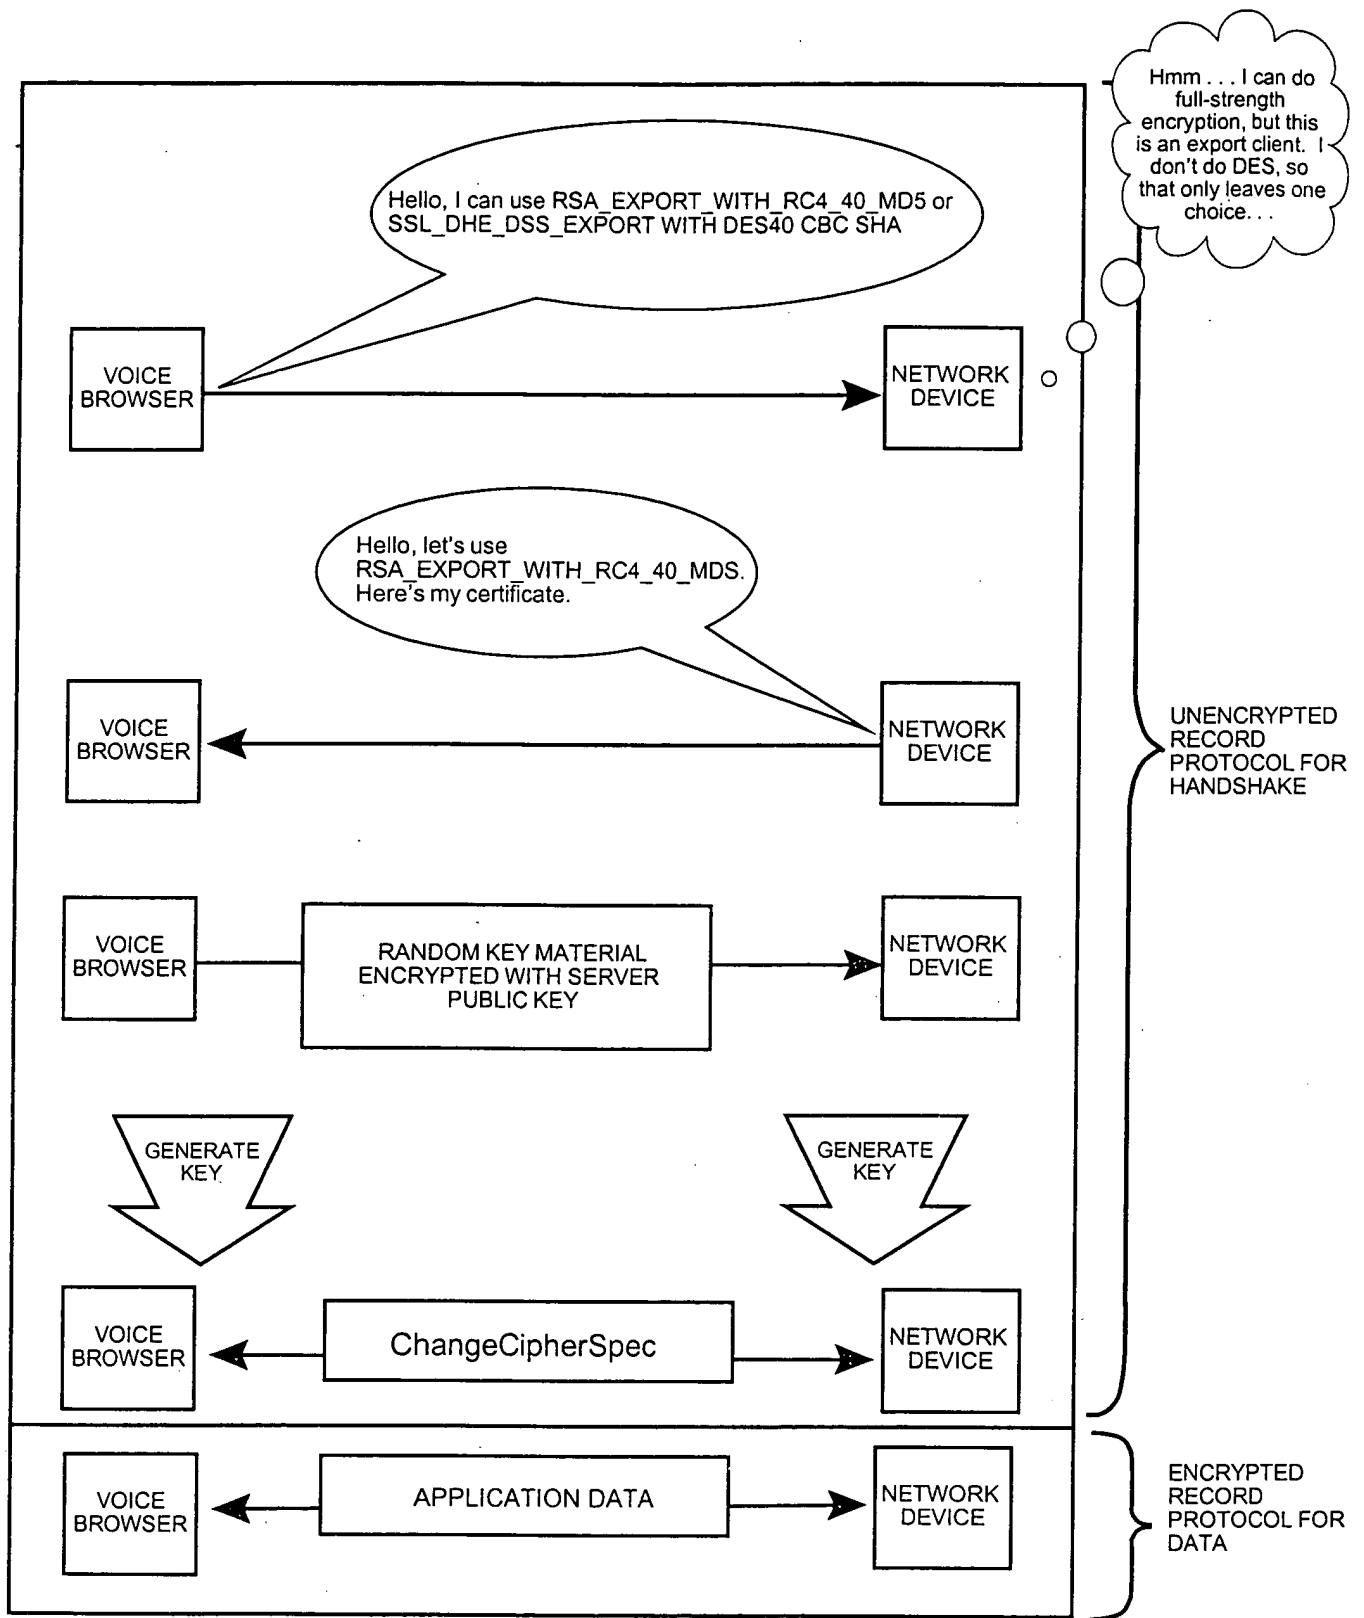 Hmm . . . I can do
full-strength
encryption, but this
is an export client. I
don't do DES, so
that only leaves one
choice. . .
Hello, I can use RSA_EXPORT_WITH_RC4_40_MD5 or
SSL_DHE_DSS_EXPORT WITH DES40 CBC SHA
VOICE
BROWSER
NETWORK
DEVICE
Hello, let's use
RSA_EXPORT_WITH_RC4_40_MDS.
Here's my certificate.
VOICE
BROWSER
NETWORK
DEVICE
UNENCRYPTED
RECORD
PROTOCOL FOR
HANDSHAKE
VOICE
BROWSER
RANDOM KEY MATERIAL
ENCRYPTED WITH SERVER
PUBLIC KEY
NETWORK
DEVICE
GENERATE
KEY
GENERATE
KEY
VOICE
BROWSER
ChangeCipherSpec
NETWORK
DEVICE
VOICE
BROWSER
APPLICATION DATA
NETWORK
DEVICE
ENCRYPTED
RECORD
PROTOCOL FOR
DATA